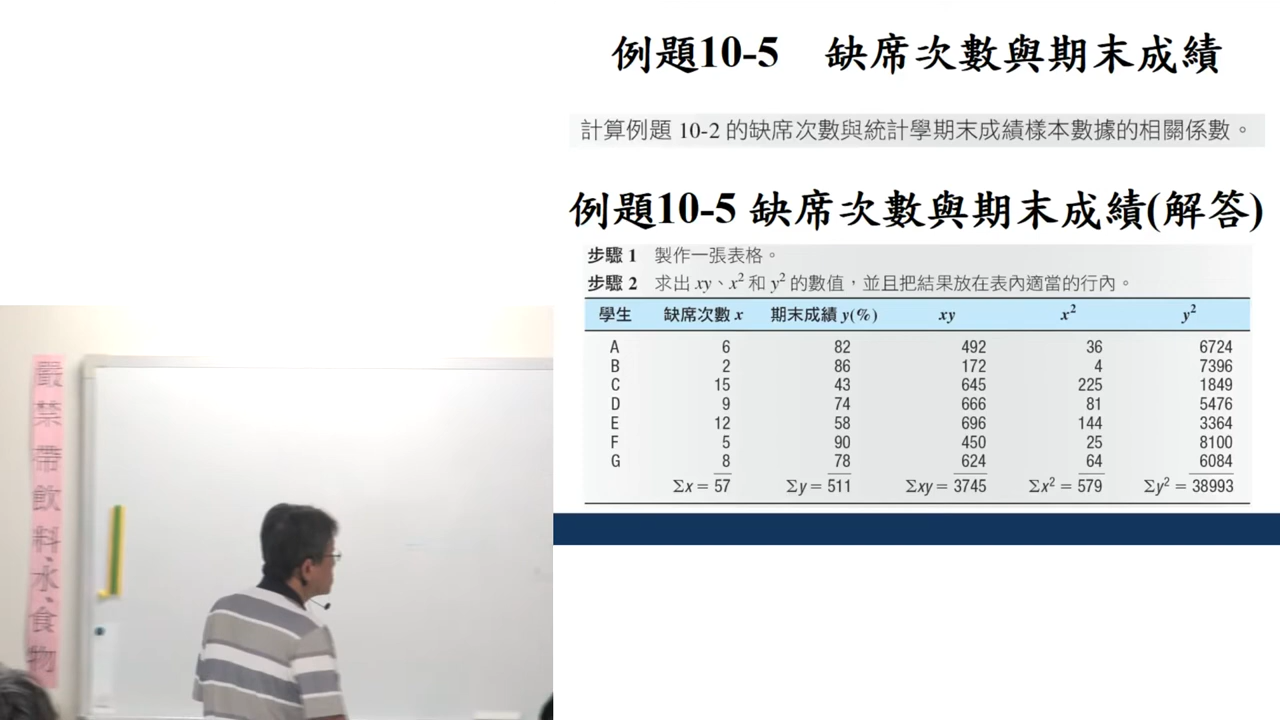 例題10-5 缺席次數與期末成績
計算例題 10-2 的缺席次數與統計學期末成績樣本數據的相關係數。
例題10-5 缺席次數與期末成績(解答)
步驟 1 製作一張表格。
步驟 2 求出 xy、x² 和 y² 的數值，並且把結果放在表內適當的行內。
學生 缺席次數 x 期末成績 y(%) xy x² y²
A 6 82 492 36 6724
B 2 86 172 4 7396
C 15 43 645 225 1849
D 9 74 666 81 5476
E 12 58 696 144 3364
F 5 90 450 25 8100
G 8 78 624 64 6084
Σx = 57 Σy = 511 Σxy = 3745 Σx² = 579 Σy² = 38993
嚴禁帶飲料、水、食物